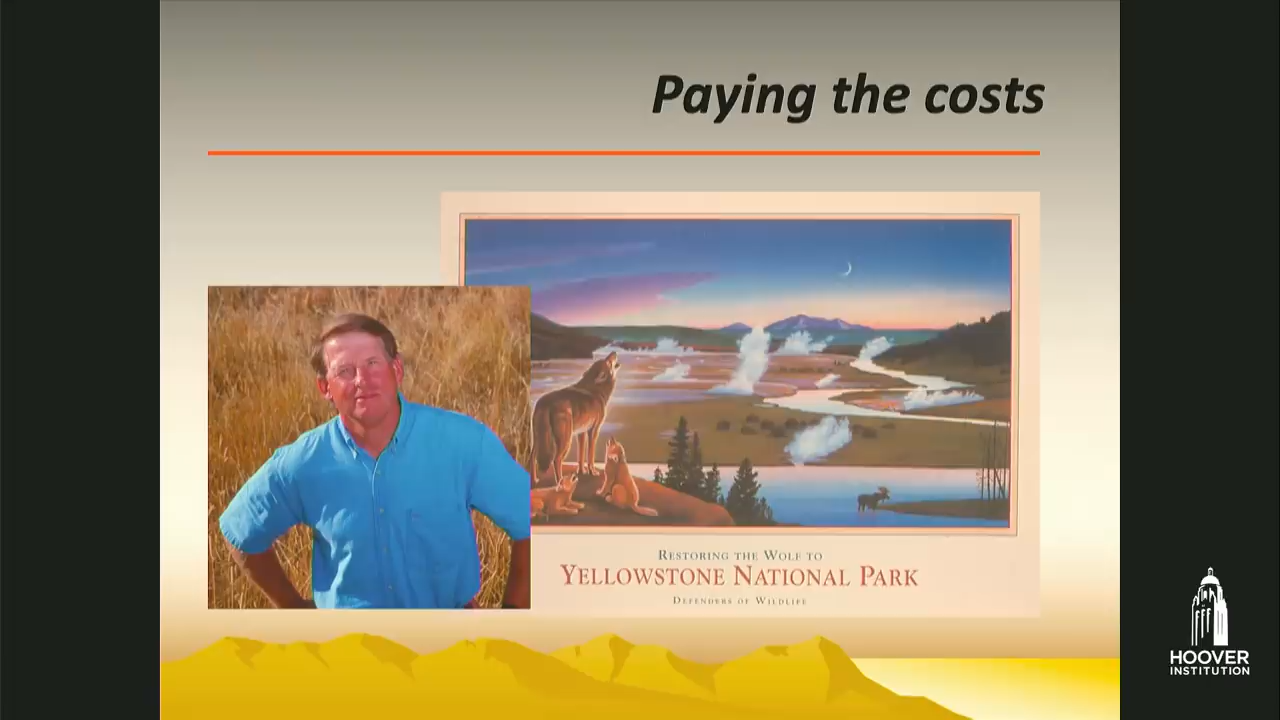 Paying the costs
RESTORING THE WOLF TO
YELLOWSTONE NATIONAL PARK
DEFENDERS OF WILDLIFE
HOOVER
INSTITUTION